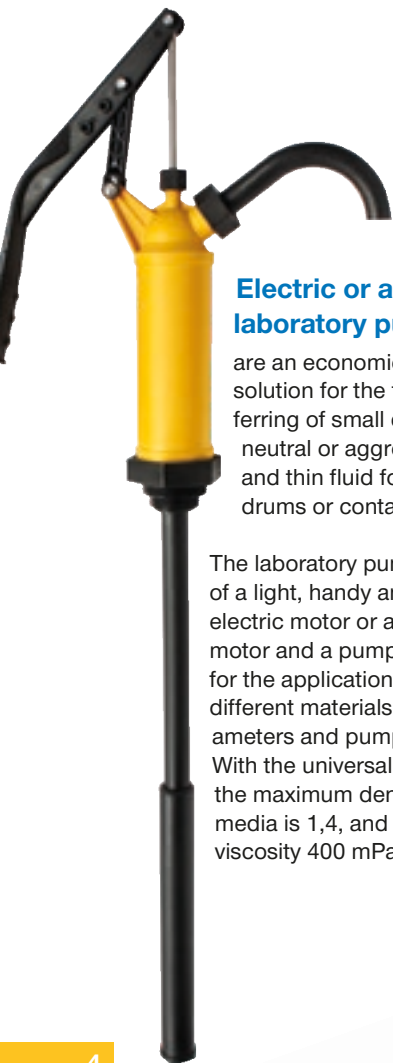 Electric or a
laboratory pu
are an economic
solution for the
ferring of small
neutral or aggre
and thin fluid fo
drums or conta
The laboratory pu
of a light, handy a
electric motor or a
motor and a pump
for the application
different materials
ameters and pump
With the universal
the maximum den
media is 1,4, and
viscosity 400 mPa
4